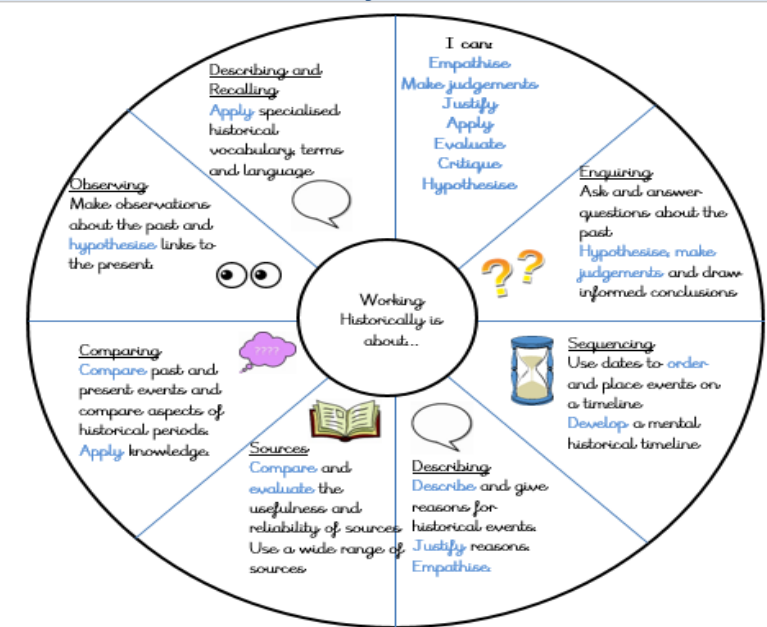 I can:
Empathise
Make judgements
Justify
Apply
Evaluate
Critique
Hypothesise
Enquiring
Ask and answer
questions about the
past
Hypothesise, make
judgements and draw
informed conclusions
Sequencing
Use dates to order
and place events on
a timeline
Develop a mental
historical timeline
Describing
Describe and give
reasons for
historical events.
Justify reasons.
Empathise.
Sources
Compare and
evaluate the
usefulness and
reliability of sources
Use a wide range of
sources
Comparing
Compare past and
present events and
compare aspects of
historical periods.
Apply knowledge.
????
Observing
Make observations
about the past and
hypothesise links to
the present.
Describing and
Recalling
Apply specialised
historical
vocabulary, terms
and language
??
Working
Historically is
about...